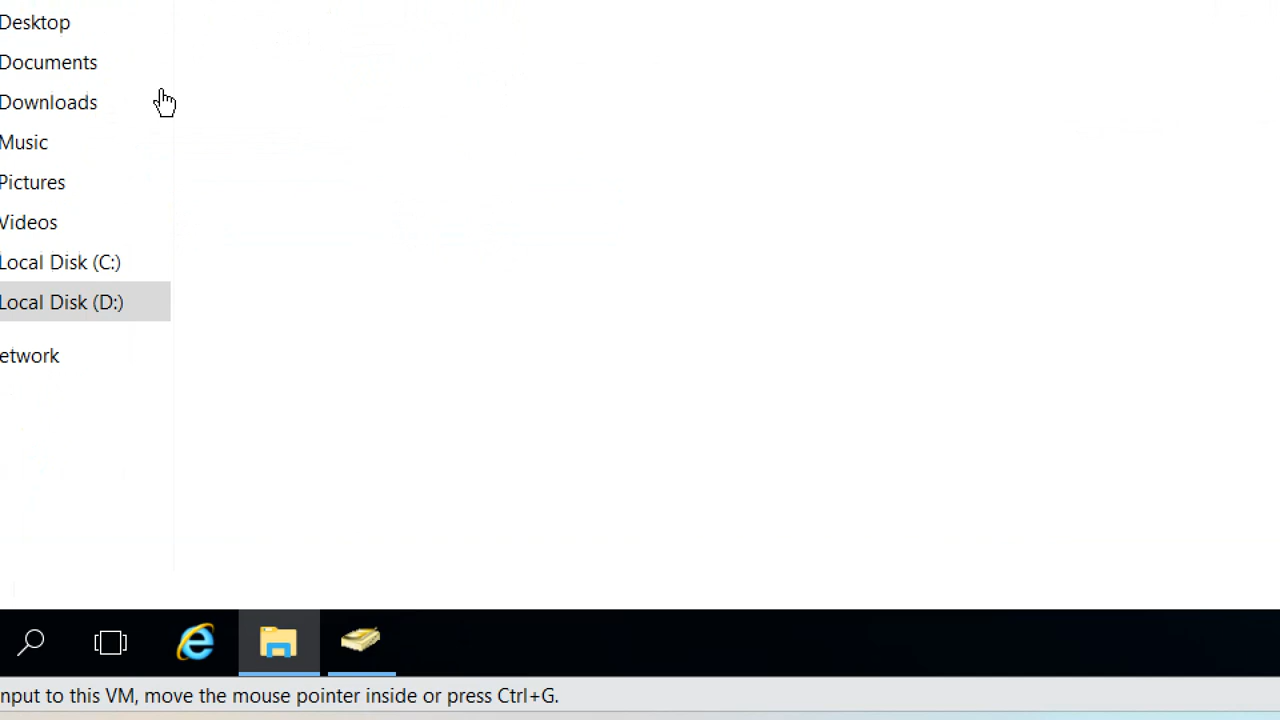 Desktop
Documents
Downloads
Music
Pictures
Videos
Local Disk (C:)
Local Disk (D:)
etwork
nput to this VM, move the mouse pointer inside or press Ctrl+G.